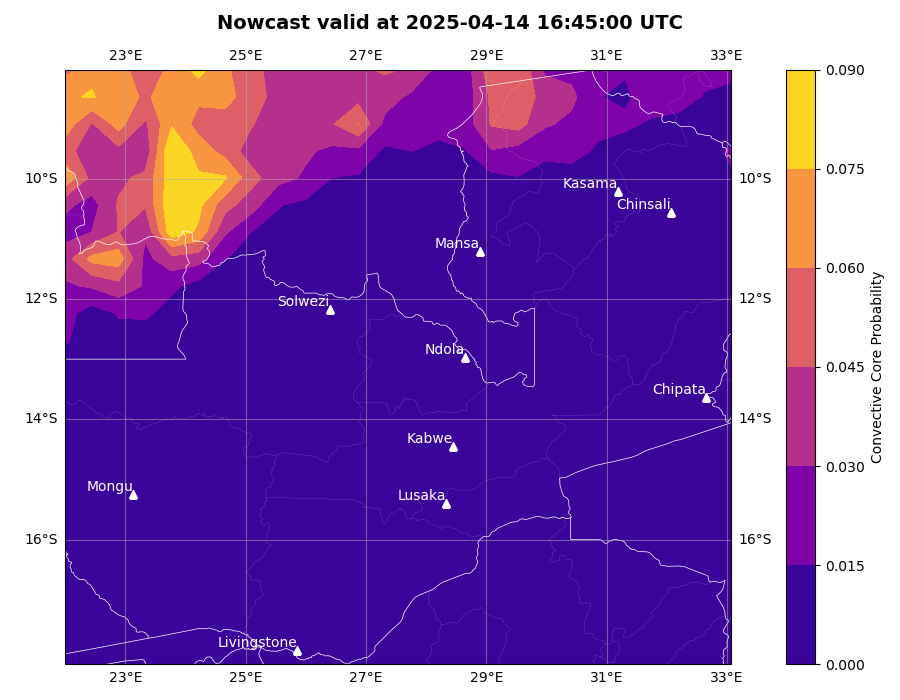 Nowcast valid at 2025-04-14 16:45:00 UTC
23°E 25°E 27°E 29°E 31°E 33°E
0.090
0.075
10°S Kasama 10°S
Chinsali
Mansa
0.060
12°S Solwezi 12°S
Ndola
0.045
Chipata
14°S 14°S
Kabwe
0.030
Mongu
Lusaka
16°S 16°S
0.015
Livingstone
0.000
23°E 25°E 27°E 29°E 31°E 33°E
Convective Core Probability